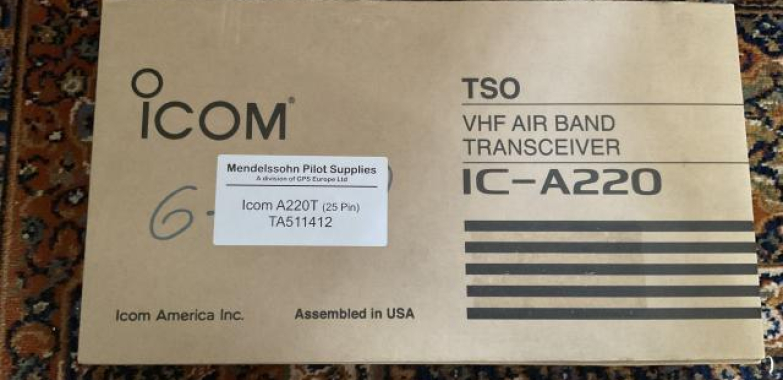 ICOM®
TSO
VHF AIR BAND
TRANSCEIVER
IC-A220
Mendelssohn Pilot Supplies
A division of GPS Europe Ltd
Icom A220T (25 Pin)
TA511412
6-
Icom America Inc.
Assembled in USA